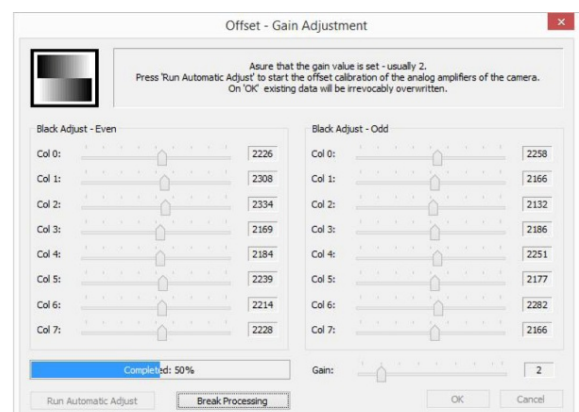 Offset - Gain Adjustment
Asure that the gain value is set - usually 2.
Press 'Run Automatic Adjust' to start the offset calibration of the analog amplifiers of the camera.
On 'OK' existing data will be irrevocably overwritten.
Black Adjust - Even
Col 0: 2226
Col 1: 2308
Col 2: 2334
Col 3: 2169
Col 4: 2184
Col 5: 2239
Col 6: 2214
Col 7: 2228
Black Adjust - Odd
Col 0: 2258
Col 1: 2166
Col 2: 2132
Col 3: 2186
Col 4: 2251
Col 5: 2177
Col 6: 2282
Col 7: 2166
Completed: 50%
Gain: 2
Run Automatic Adjust
Break Processing
OK
Cancel